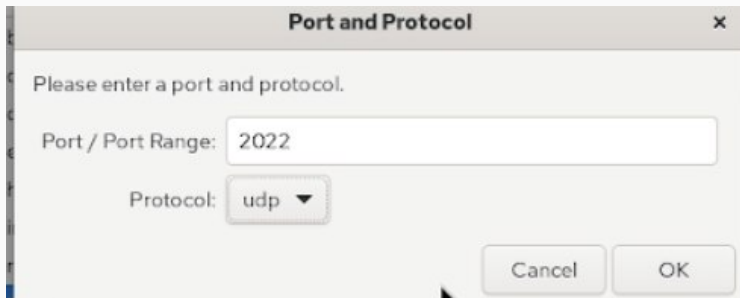 Port and Protocol ×
Please enter a port and protocol.
Port / Port Range: 2022
Protocol: udp
Cancel OK